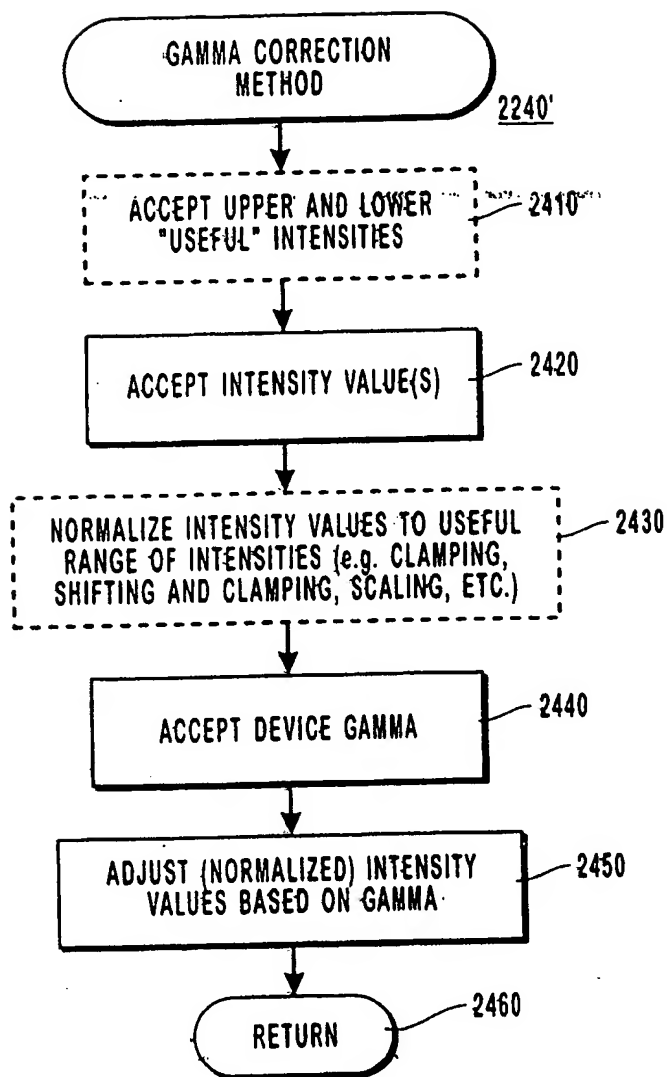 GAMMA CORRECTION
METHOD
2240'
ACCEPT UPPER AND LOWER
"USEFUL" INTENSITIES
2410
ACCEPT INTENSITY VALUE(S)
2420
NORMALIZE INTENSITY VALUES TO USEFUL
RANGE OF INTENSITIES (e.g. CLAMPING,
SHIFTING AND CLAMPING, SCALING, ETC.)
2430
ACCEPT DEVICE GAMMA
2440
ADJUST (NORMALIZED) INTENSITY
VALUES BASED ON GAMMA
2450
RETURN
2460